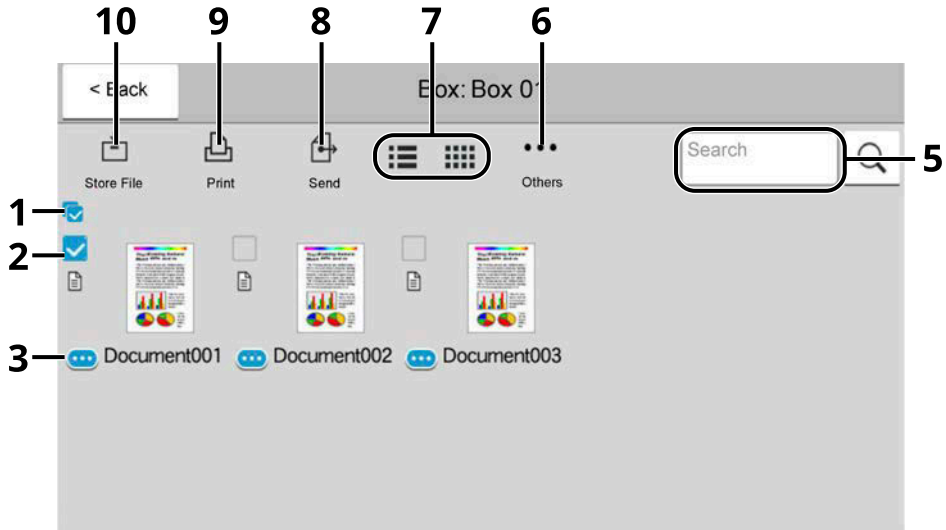 10 9 8 7 6
< Back Box: Box 01
Search
5
Store File Print Send Others
1
2
3 Document001 Document002 Document003